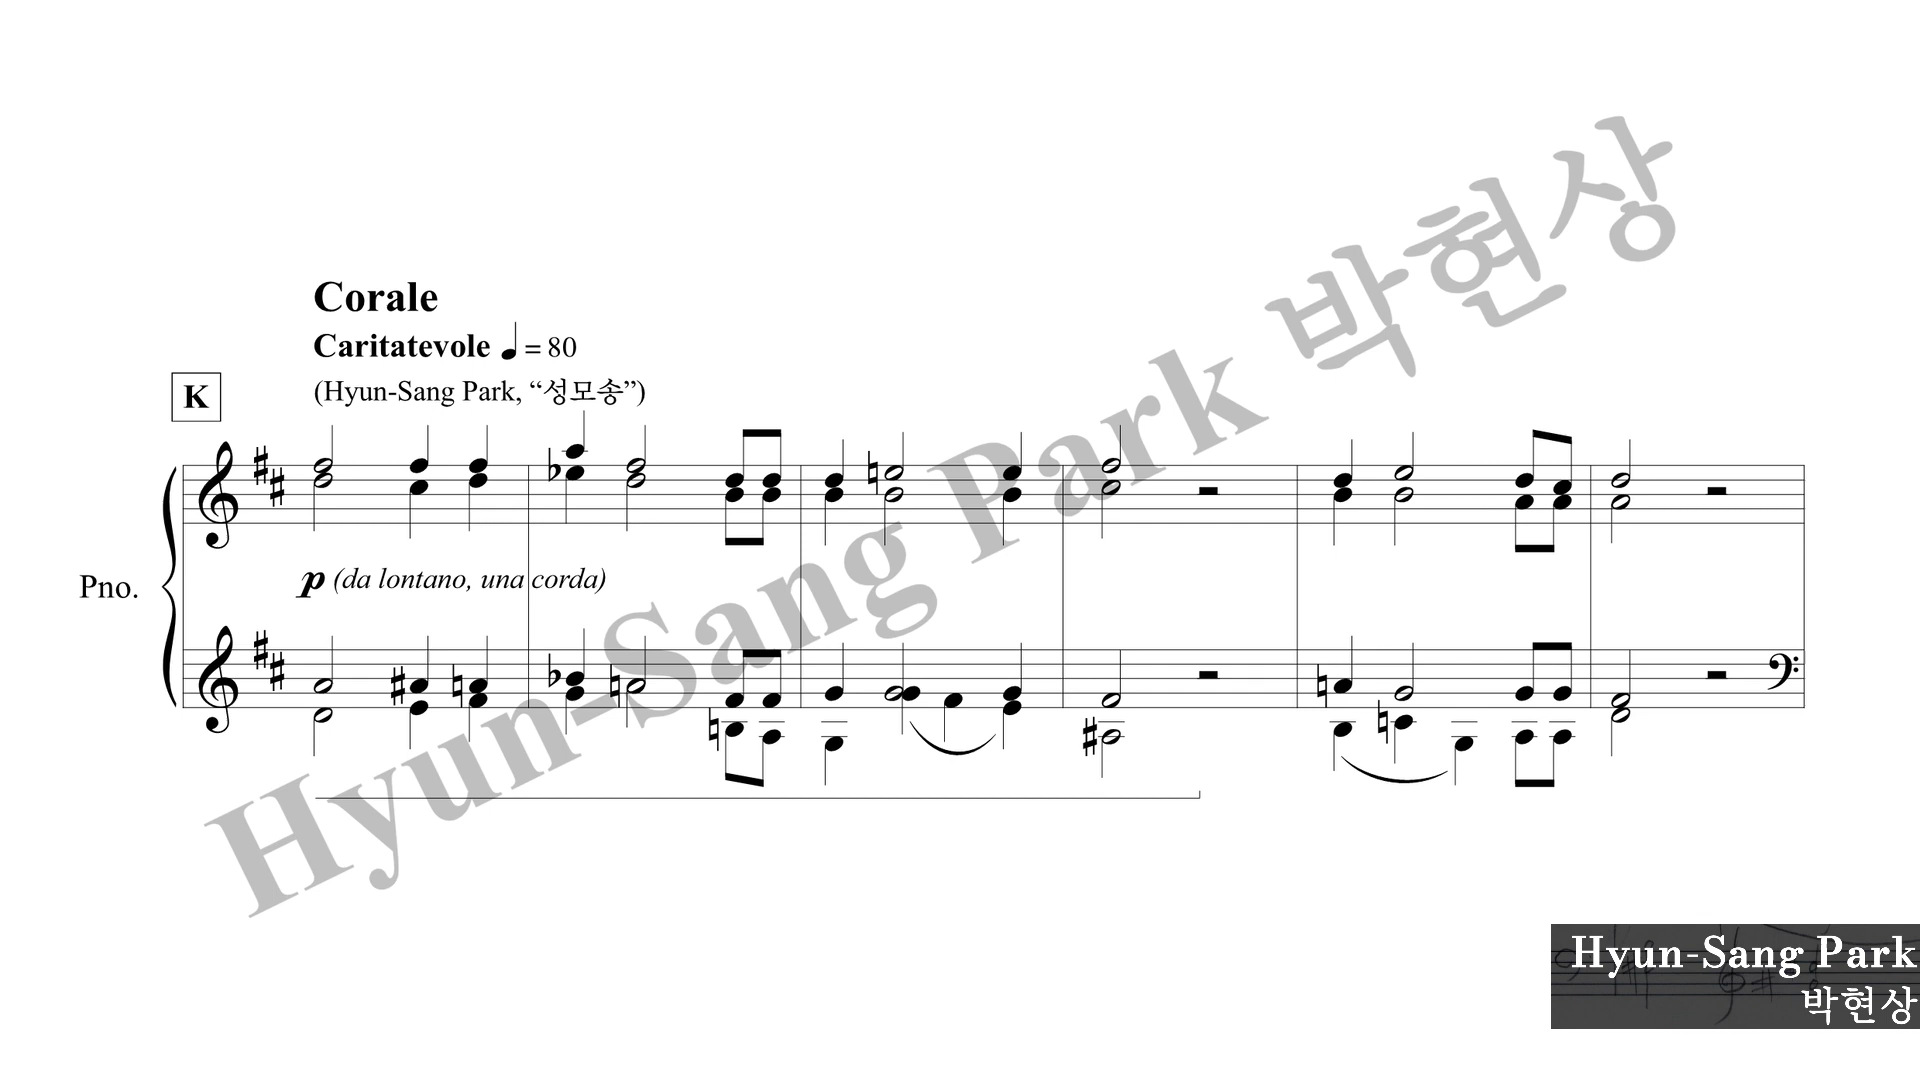 Corale
Caritatevole ♩ = 80
(Hyun-Sang Park, “성모송”)
K
Pno.
p (da lontano, una corda)
Hyun-Sang Park 박현상
Hyun-Sang Park
박현상